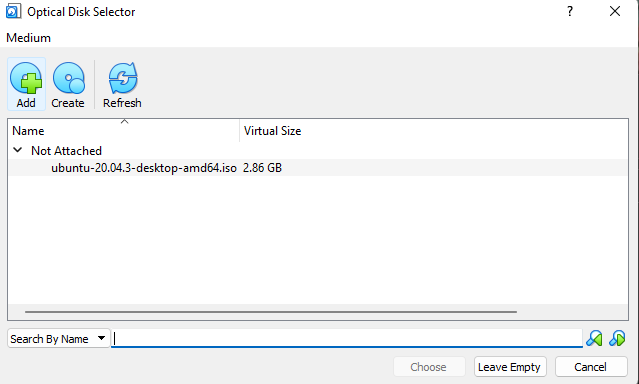 Optical Disk Selector
?
Medium
Add Create Refresh
Name Virtual Size
Not Attached
ubuntu-20.04.3-desktop-amd64.iso 2.86 GB
Search By Name
Choose Leave Empty Cancel